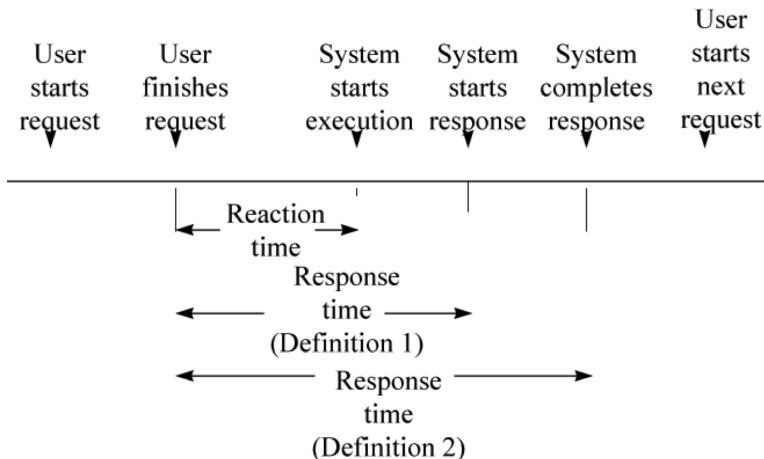 User
starts
request
User
finishes
request
System
starts
execution
System
starts
response
System
completes
response
User
starts
next
request
Reaction
time
Response
time
(Definition 1)
Response
time
(Definition 2)